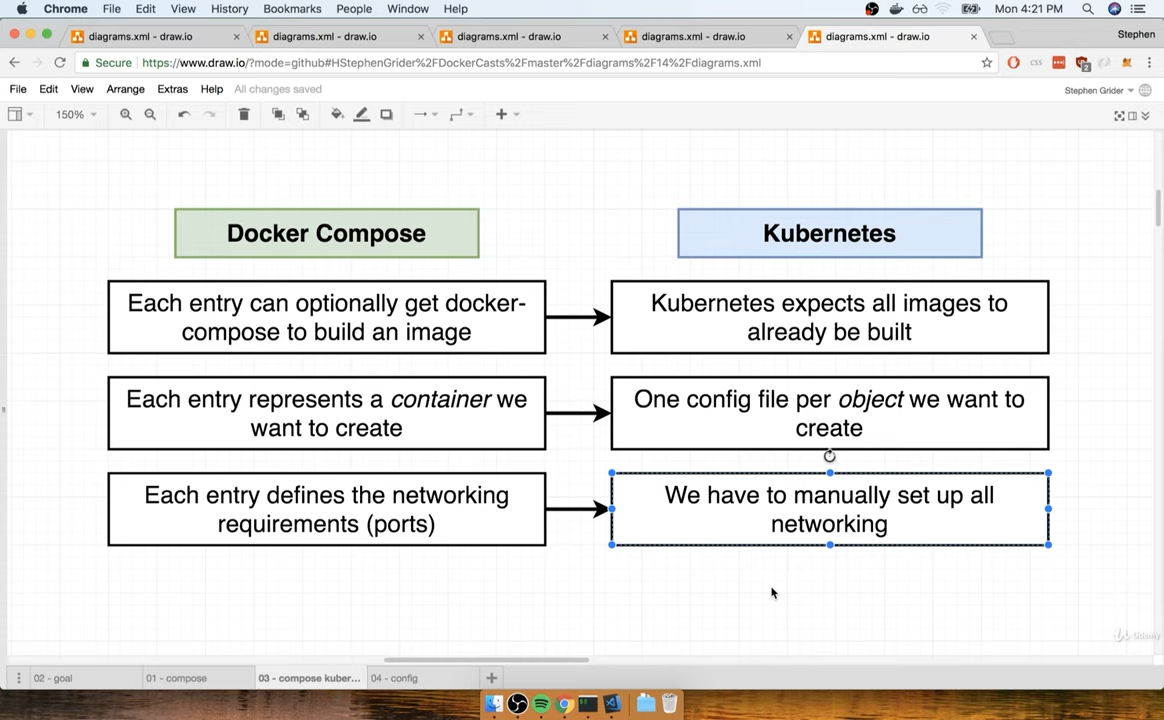 Chrome File Edit View History Bookmarks People Window Help Mon 4:21 PM
diagrams.xml - draw.io diagrams.xml - draw.io diagrams.xml - draw.io diagrams.xml - draw.io diagrams.xml - draw.io Stephen
Secure https://www.draw.io/?mode=github#HStephenGrider%2FDockerCasts%2Fmaster%2Fdiagrams%2F14%2Fdiagrams.xml CSS 2
File Edit View Arrange Extras Help All changes saved Stephen Grider
150%
Docker Compose
Kubernetes
Each entry can optionally get docker-
compose to build an image
Kubernetes expects all images to
already be built
Each entry represents a container we
want to create
One config file per object we want to
create
Each entry defines the networking
requirements (ports)
We have to manually set up all
networking
Udemy
02 - goal 01 - compose 03 - compose kuber... 04 - config